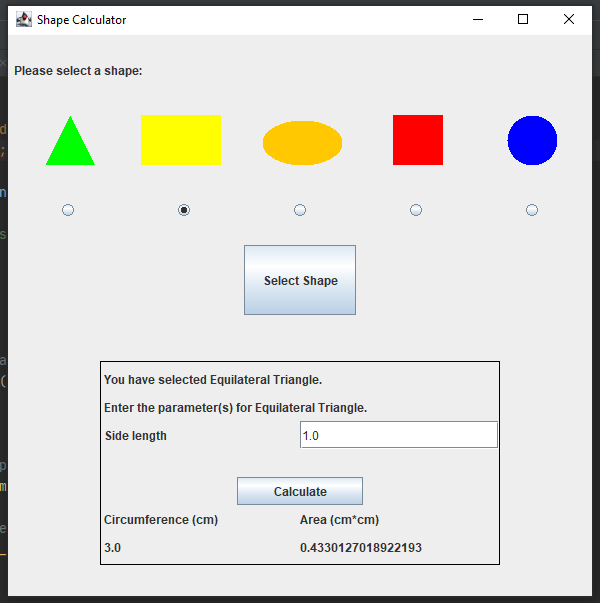 Shape Calculator
Please select a shape:
Select Shape
You have selected Equilateral Triangle.
Enter the parameter(s) for Equilateral Triangle.
Side length 1.0
Calculate
Circumference (cm) Area (cm*cm)
3.0 0.4330127018922193